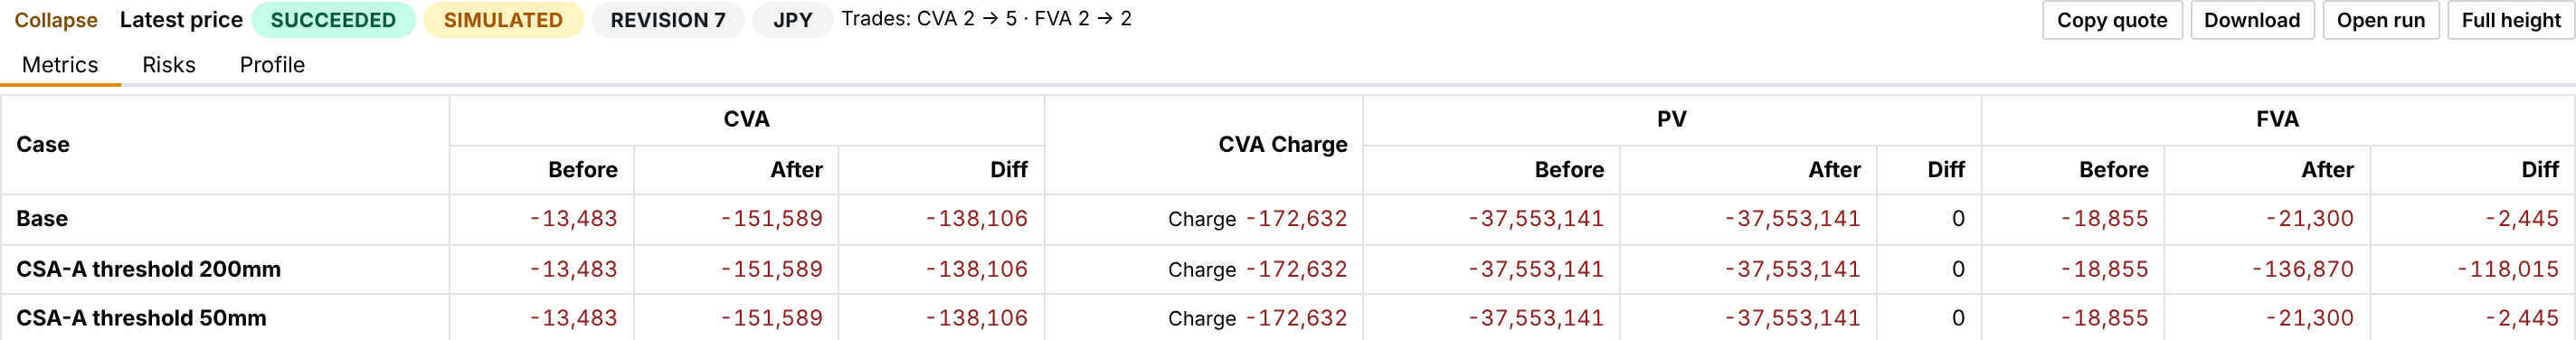 Collapse Latest price SUCCEEDED SIMULATED REVISION 7 JPY Trades: CVA 2 → 5 · FVA 2 → 2 Copy quote Download Open run Full height
Metrics Risks Profile
Case CVA CVA Charge PV FVA
Before After Diff Before After Diff Before After Diff
Base -13,483 -151,589 -138,106 Charge -172,632 -37,553,141 -37,553,141 0 -18,855 -21,300 -2,445
CSA-A threshold 200mm -13,483 -151,589 -138,106 Charge -172,632 -37,553,141 -37,553,141 0 -18,855 -136,870 -118,015
CSA-A threshold 50mm -13,483 -151,589 -138,106 Charge -172,632 -37,553,141 -37,553,141 0 -18,855 -21,300 -2,445